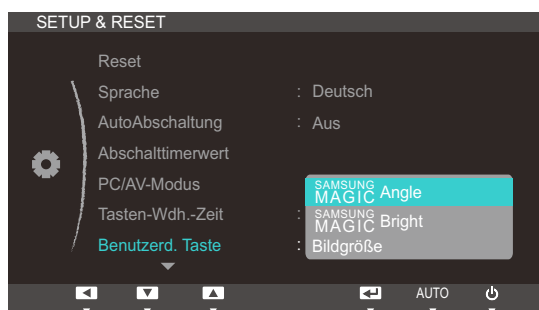 SETUP & RESET
Reset
Sprache : Deutsch
AutoAbschaltung : Aus
Abschalttimerwert
PC/AV-Modus
SAMSUNG MAGIC Angle
Tasten-Wdh.-Zeit :
SAMSUNG MAGIC Bright
Benutzerd. Taste : Bildgröße
AUTO